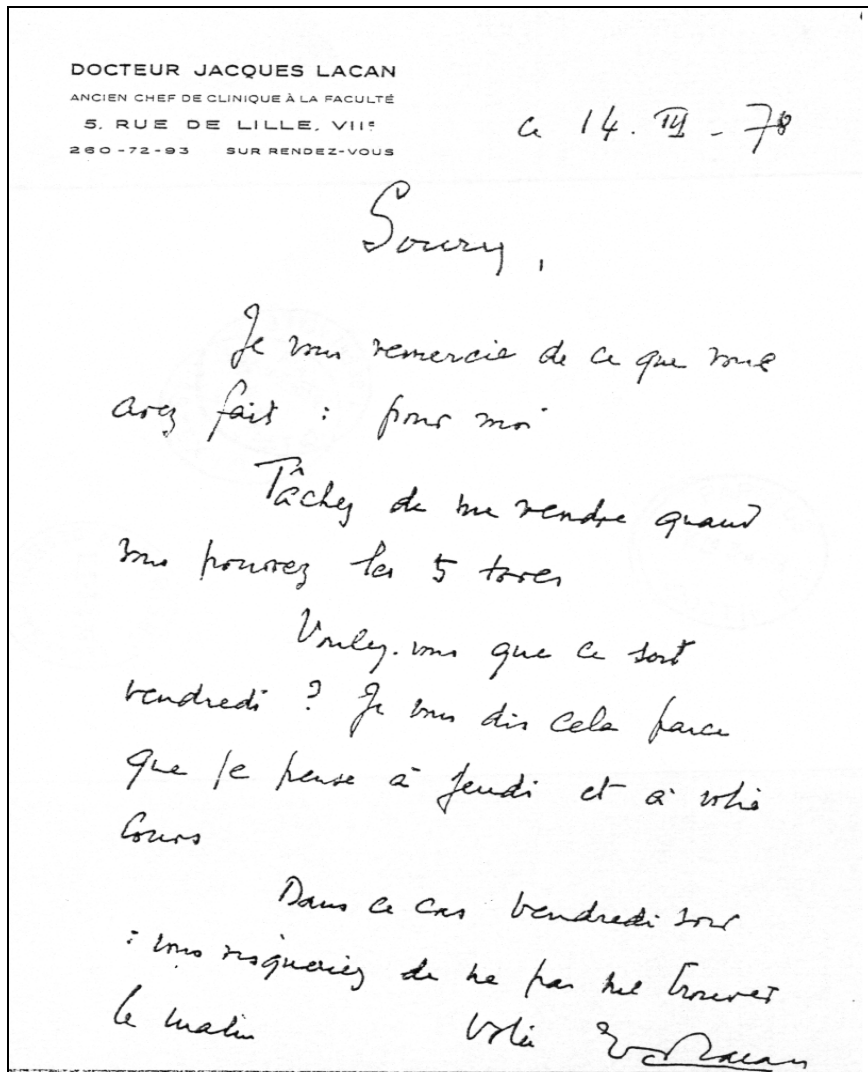 DOCTEUR JACQUES LACAN
ANCIEN CHEF DE CLINIQUE À LA FACULTÉ
5, RUE DE LILLE, VIIe
260-72-93 SUR RENDEZ-VOUS
ce 14. III - 78
Soury,
Je vous remercie de ce que vous
avez fait : pour moi
Tâchez de me rendre quand
vous pourrez les 5 tores
Voulez-vous que ce soit
vendredi ? Je vous dis cela parce
que je pense à jeudi et à votre
cours
Dans ce cas vendredi soir
: vous risqueriez de ne pas me trouver
le matin Votre J. Lacan